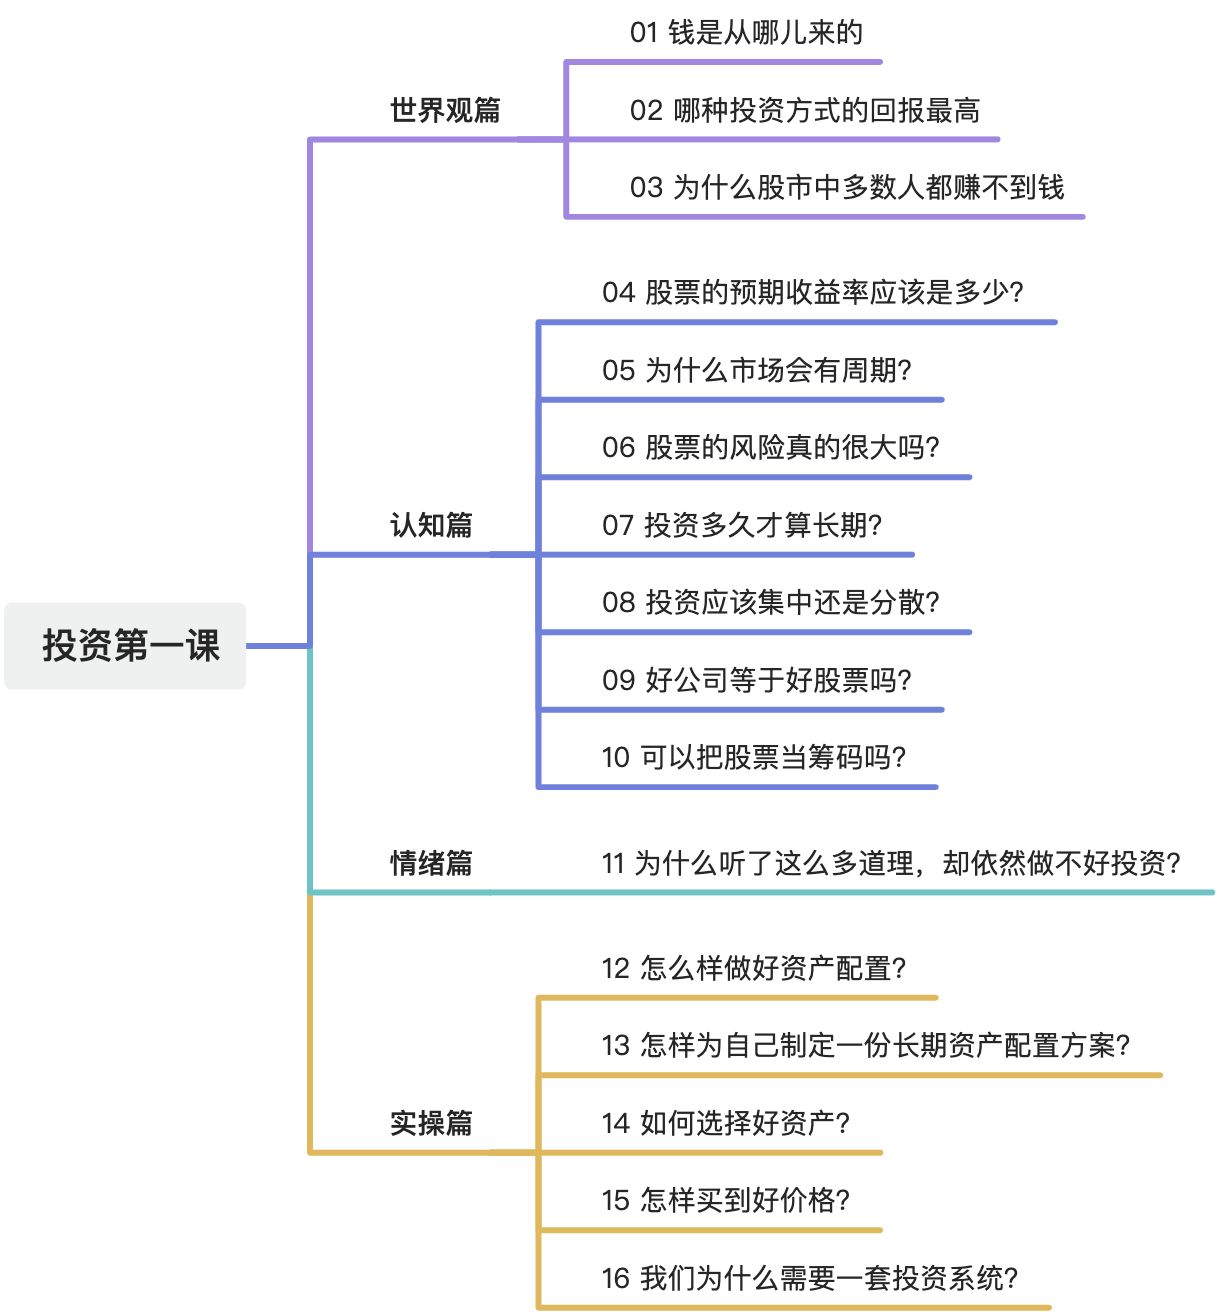 投资第一课
世界观篇
01 钱是从哪儿来的
02 哪种投资方式的回报最高
03 为什么股市中多数人都赚不到钱
认知篇
04 股票的预期收益率应该是多少?
05 为什么市场会有周期?
06 股票的风险真的很大吗?
07 投资多久才算长期?
08 投资应该集中还是分散?
09 好公司等于好股票吗?
10 可以把股票当筹码吗?
情绪篇
11 为什么听了这么多道理，却依然做不好投资?
实操篇
12 怎么样做好资产配置?
13 怎样为自己制定一份长期资产配置方案?
14 如何选择好资产?
15 怎样买到好价格?
16 我们为什么需要一套投资系统?